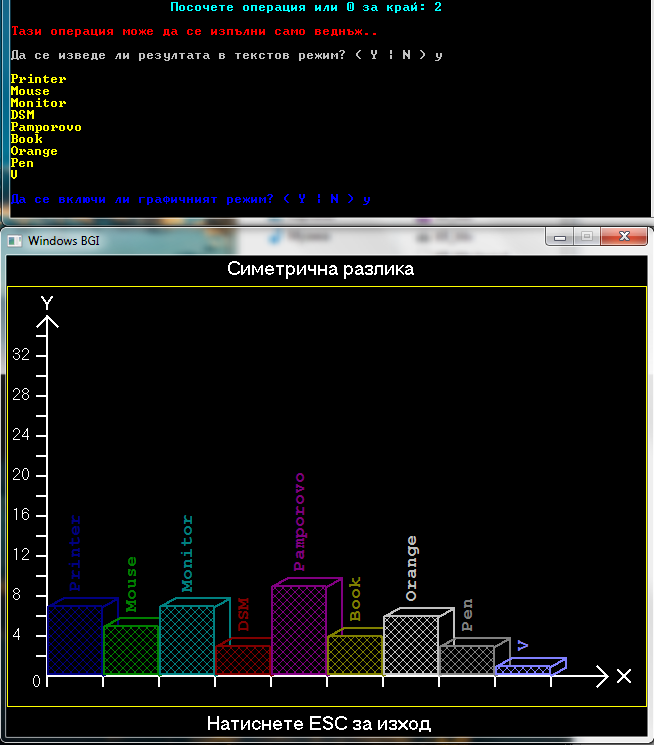 Посочете операция или 0 за край: 2
Тази операция може да се изпълни само веднъж..
Да се изведе ли резултата в текстов режим? ( Y | N ) y
Printer
Mouse
Monitor
DSM
Pamporovo
Book
Orange
Pen
V
Да се включи ли графичният режим? ( Y | N ) y
Windows BGI
Симетрична разлика
Y
32
28
24
20
16
12
8
4
0
Printer
Mouse
Monitor
DSM
Pamporovo
Book
Orange
Pen
V
X
Натиснете ESC за изход